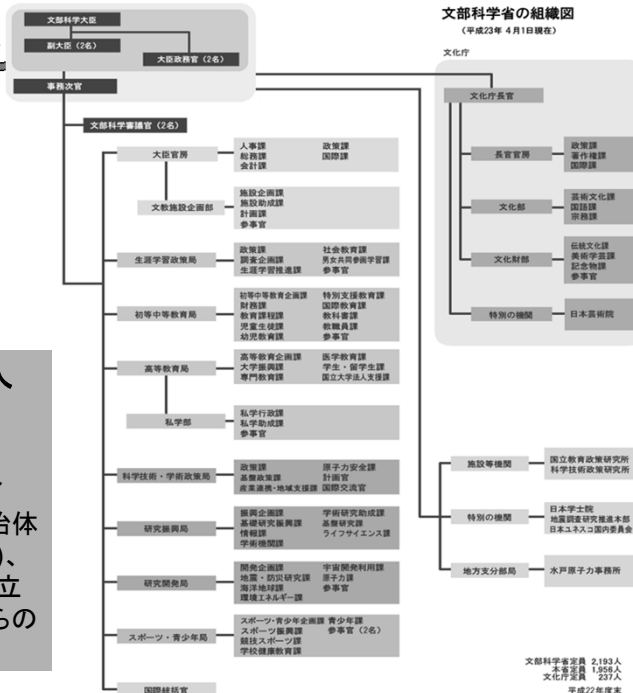 文部科学省の組織図
(平成23年 4月1日現在)
文部科学大臣
副大臣(2名)
大臣政務官(2名)
事務次官
文部科学審議官(2名)
大臣官房
人事課 政策課
総務課 国際課
会計課
文教施設企画部
施設企画課
施設助成課
計画課
参事官
生涯学習政策局
政策課 社会教育課
調査企画課 男女共同参画学習課
生涯学習推進課 参事官
初等中等教育局
初等中等教育企画課 特別支援教育課
財務課 国際教育課
教育課程課 教科書課
児童生徒課 教職員課
幼児教育課 参事官
高等教育局
高等教育企画課 医学教育課
大学振興課 学生・留学生課
専門教育課 国立大学法人支援課
私学部
私学行政課
私学助成課
参事官
科学技術・学術政策局
政策課 原子力安全課
基盤政策課 計画官
産業連携・地域支援課 国際交流官
研究振興局
振興企画課 学術研究助成課
基礎研究振興課 基盤研究課
情報課 ライフサイエンス課
学術機関課
研究開発局
開発企画課 宇宙開発利用課
地震・防災研究課 原子力課
海洋地球課 参事官
環境エネルギー課
スポーツ・青少年局
スポーツ・青少年企画課 青少年課
スポーツ振興課 参事官(2名)
競技スポーツ課
学校健康教育課
国際統括官
文化庁
文化庁長官
長官官房
政策課
著作権課
国際課
文化部
芸術文化課
国語課
宗務課
文化財部
伝統文化課
美術学芸課
記念物課
参事官
特別の機関
日本芸術院
施設等機関
国立教育政策研究所
科学技術政策研究所
特別の機関
日本学士院
地震調査研究推進本部
日本ユネスコ国内委員会
地方支分部局
水戸原子力事務所
文部科学省定員 2,193人
本省定員 1,956人
文化庁定員 237人
平成22年度末
人
治体
)、
立
らの